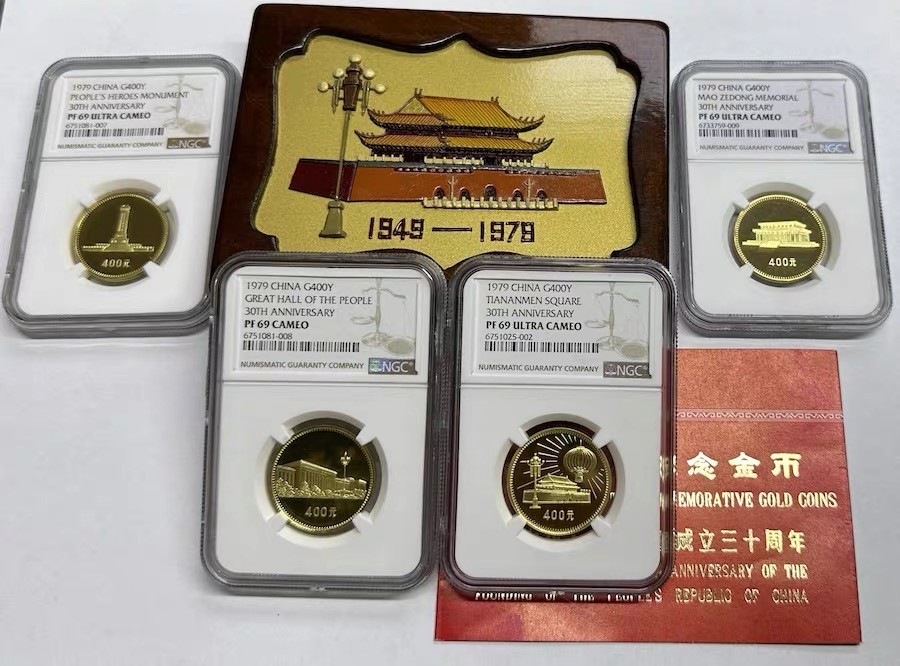 1979 CHINA G400Y
PEOPLE'S HEROES MONUMENT
30TH ANNIVERSARY
PF 69 ULTRA CAMEO
6751081-007
NUMISMATIC GUARANTY COMPANY
NGC
400元
1949—1979
1979 CHINA G400Y
MAO ZEDONG MEMORIAL
30TH ANNIVERSARY
PF 69 ULTRA CAMEO
6733759-009
NUMISMATIC GUARANTY COMPANY
NGC
400元
1979 CHINA G400Y
GREAT HALL OF THE PEOPLE
30TH ANNIVERSARY
PF 69 CAMEO
6751081-008
NUMISMATIC GUARANTY COMPANY
NGC
400元
1979 CHINA G400Y
TIANANMEN SQUARE
30TH ANNIVERSARY
PF 69 ULTRA CAMEO
6751025-002
NUMISMATIC GUARANTY COMPANY
NGC
400元
念金币
EMORATIVE GOLD COINS
成立三十周年
ANNIVERSARY OF THE
FOUNDING OF THE PEOPLE'S REPUBLIC OF CHINA